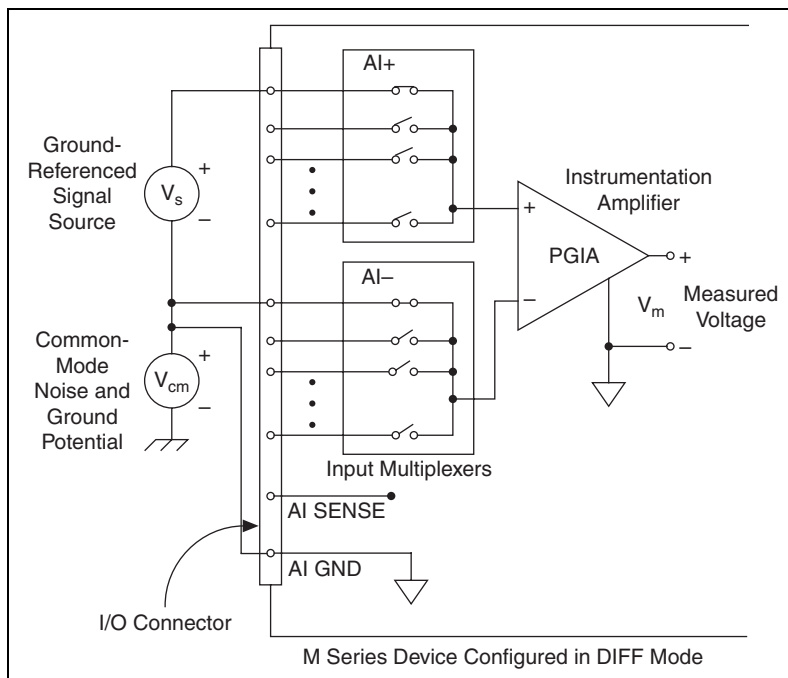 AI+
Ground-
Referenced
Signal
Source
+
Vs
–
Instrumentation
Amplifier
+
PGIA
–
+
Vm
Measured
Voltage
–
AI–
Common-
Mode
Noise and
Ground
Potential
+
Vcm
–
Input Multiplexers
AI SENSE
AI GND
I/O Connector
M Series Device Configured in DIFF Mode